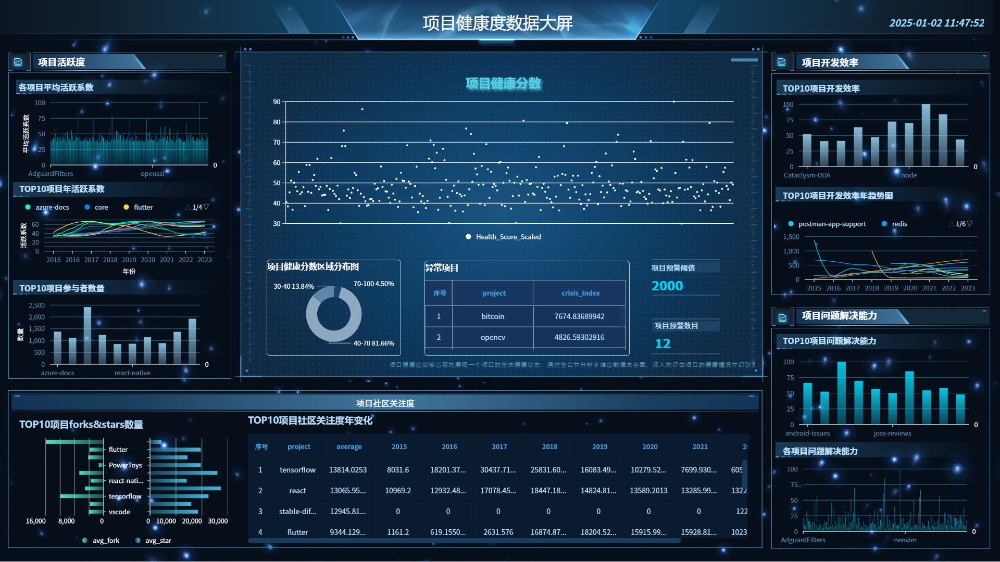 项目健康度数据大屏
2025-01-02 11:47:52
项目活跃度
各项目平均活跃系数
平均活跃系数
100
75
50
25
0
0
AdguardFilters
openssl
TOP10项目年活跃系数
azure-docs
core
flutter
1/4
活跃系数
60
40
20
0
2015 2016 2017 2018 2019 2020 2021 2022 2023
年份
TOP10项目参与者数量
数量
2,500
2,000
1,500
1,000
500
0
0
azure-docs
react-native
项目健康分数
90
80
70
60
50
40
30
Health_Score_Scaled
项目健康分数区域分布图
30-40 13.84%
70-100 4.50%
40-70 81.66%
异常项目
序号 project crisis_index
1 bitcoin 7674.83689942
2 opencv 4826.59302916
项目预警阈值
2000
项目预警数目
12
项目健康度能够直观地展现一个项目的整体健康状态，通过整合并分析多维度数据来全面、深入地评估项目的健康情况并识别
项目开发效率
TOP10项目开发效率
100
75
50
25
0
0
Cataclysm-DDA
node
TOP10项目开发效率年趋势图
postman-app-support
redis
1/6
1,500
1,000
500
0
2015 2016 2017 2018 2019 2020 2021 2022 2023
项目问题解决能力
TOP10项目问题解决能力
100
75
50
25
0
0
android-issues
joss-reviews
各项目问题解决能力
100
75
50
25
0
0
AdguardFilters
neovim
项目社区关注度
TOP10项目forks&stars数量
flutter
PowerToys
react-nati...
tensorflow
vscode
16,000 8,000 0
0 10,000 20,000 30,000
avg_fork
avg_star
TOP10项目社区关注度年变化
序号 project average 2015 2016 2017 2018 2019 2020 2021
1 tensorflow 13814.0253 8031.6 18201.37... 30437.71... 25831.60... 16083.49... 10279.52... 7699.930... 605
2 react 13065.95... 10969.2 12932.48... 17078.45... 18447.18... 14824.81... 13589.2013 13285.99... 1322
3 stable-dif... 12945.81... 0 0 0 0 0 0 0 122
4 flutter 9344.129... 1161.2 619.1550... 2631.576 16874.87... 18204.52... 15915.99... 15928.81... 1023